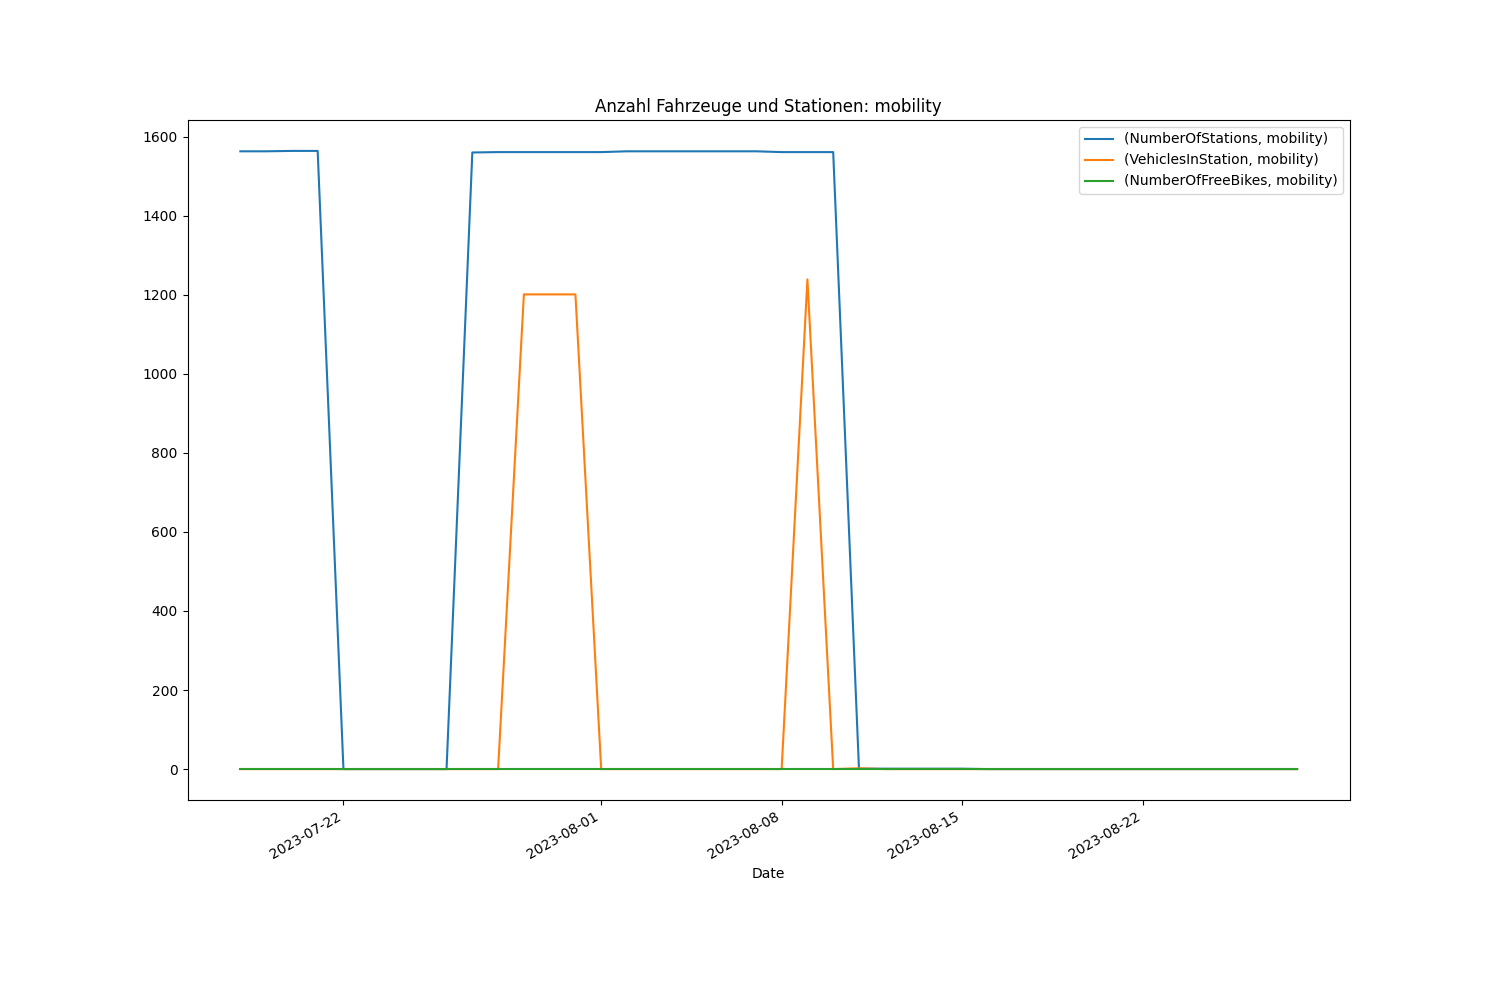 Anzahl Fahrzeuge und Stationen: mobility
(NumberOfStations, mobility)
(VehiclesInStation, mobility)
(NumberOfFreeBikes, mobility)
1600
1400
1200
1000
800
600
400
200
0
2023-07-22
2023-08-01
2023-08-08
2023-08-15
2023-08-22
Date